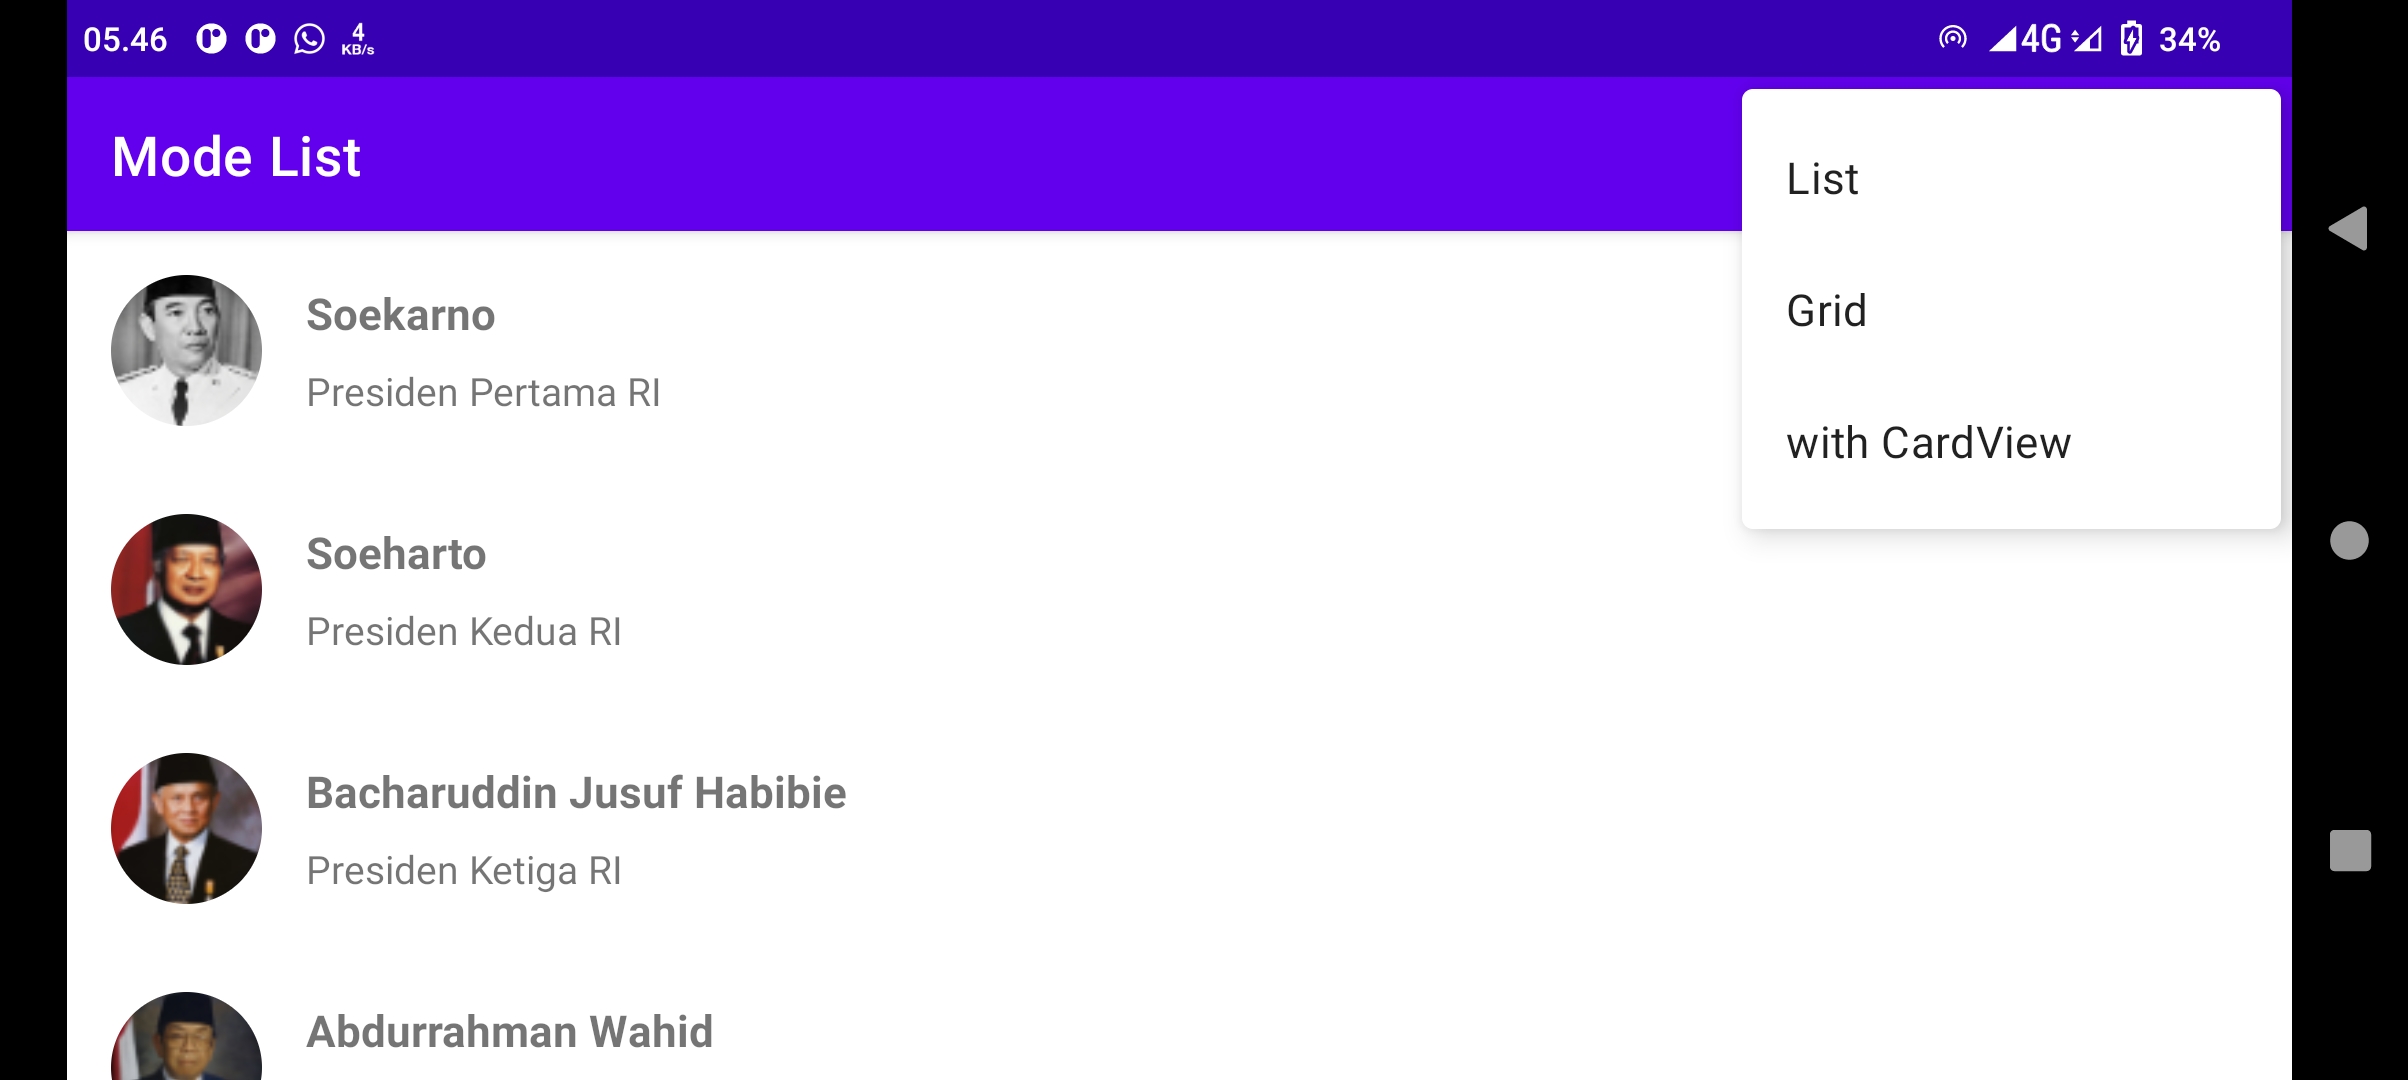 05.46 4 KB/s 4G 34%
Mode List
List
Grid
with CardView
Soekarno
Presiden Pertama RI
Soeharto
Presiden Kedua RI
Bacharuddin Jusuf Habibie
Presiden Ketiga RI
Abdurrahman Wahid